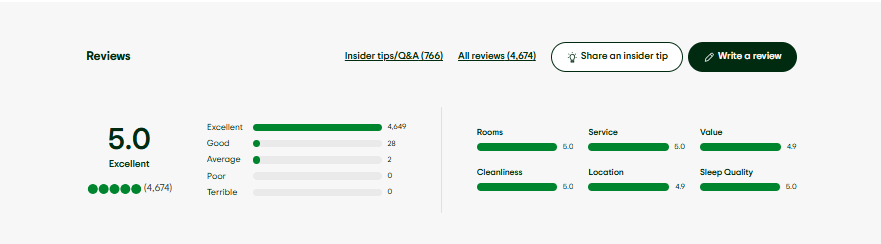 Reviews
Insider tips/Q&A (766)
All reviews (4,674)
Share an insider tip
Write a review
5.0
Excellent
(4,674)
Excellent 4,649
Good 28
Average 2
Poor 0
Terrible 0
Rooms 5.0
Service 5.0
Value 4.9
Cleanliness 5.0
Location 4.9
Sleep Quality 5.0